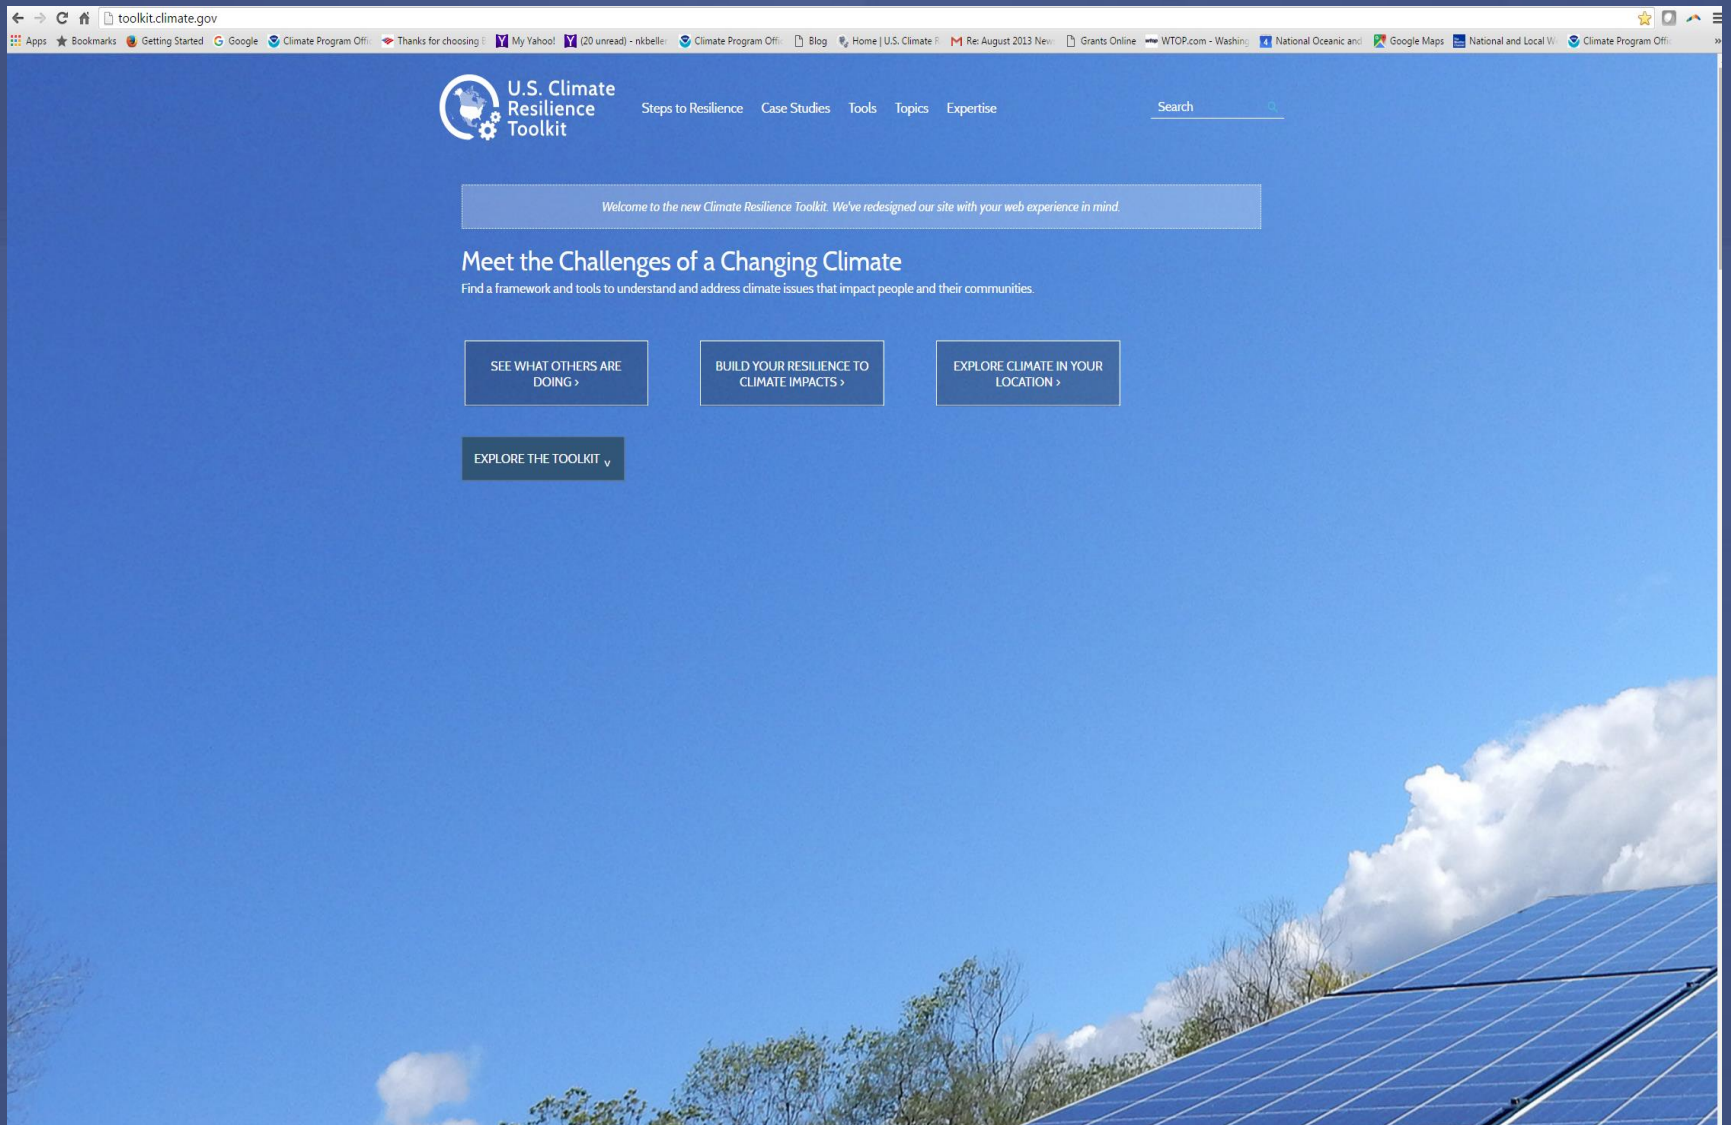 toolkit.climate.gov
Apps Bookmarks Getting Started Google Climate Program Offi Thanks for choosing My Yahoo! (20 unread) - nkbelle Climate Program Offi Blog Home | U.S. Climate R Re: August 2013 New Grants Online WTOP.com - Washing National Oceanic and Google Maps National and Local W Climate Program Offi »
U.S. Climate
Resilience
Toolkit
Steps to Resilience Case Studies Tools Topics Expertise
Search
Welcome to the new Climate Resilience Toolkit. We've redesigned our site with your web experience in mind.
Meet the Challenges of a Changing Climate
Find a framework and tools to understand and address climate issues that impact people and their communities.
SEE WHAT OTHERS ARE
DOING ›
BUILD YOUR RESILIENCE TO
CLIMATE IMPACTS ›
EXPLORE CLIMATE IN YOUR
LOCATION ›
EXPLORE THE TOOLKIT v